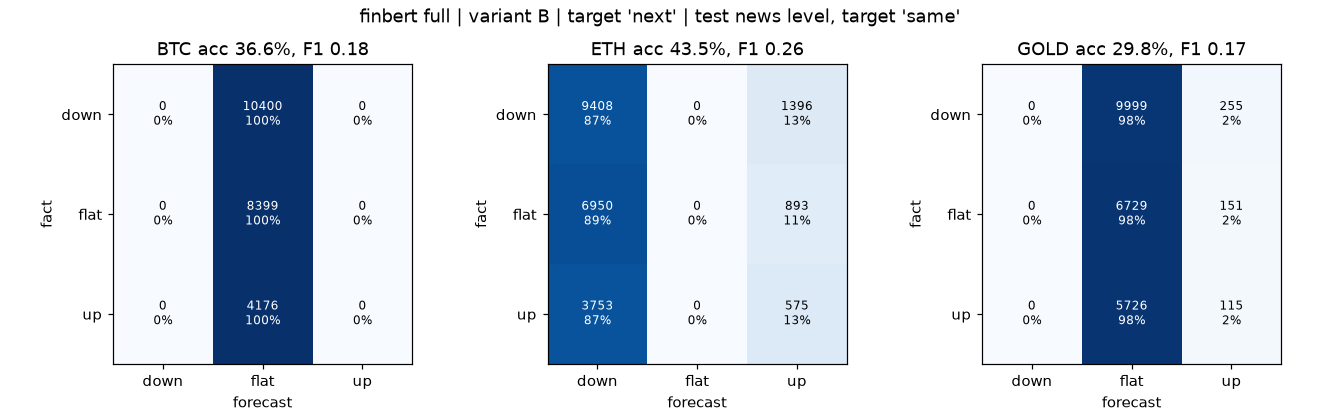 finbert full | variant B | target 'next' | test news level, target 'same'
BTC acc 36.6%, F1 0.18
down
0
0%
10400
100%
0
0%
flat
0
0%
8399
100%
0
0%
up
0
0%
4176
100%
0
0%
fact
down
flat
up
forecast
ETH acc 43.5%, F1 0.26
down
9408
87%
0
0%
1396
13%
flat
6950
89%
0
0%
893
11%
up
3753
87%
0
0%
575
13%
fact
down
flat
up
forecast
GOLD acc 29.8%, F1 0.17
down
0
0%
9999
98%
255
2%
flat
0
0%
6729
98%
151
2%
up
0
0%
5726
98%
115
2%
fact
down
flat
up
forecast